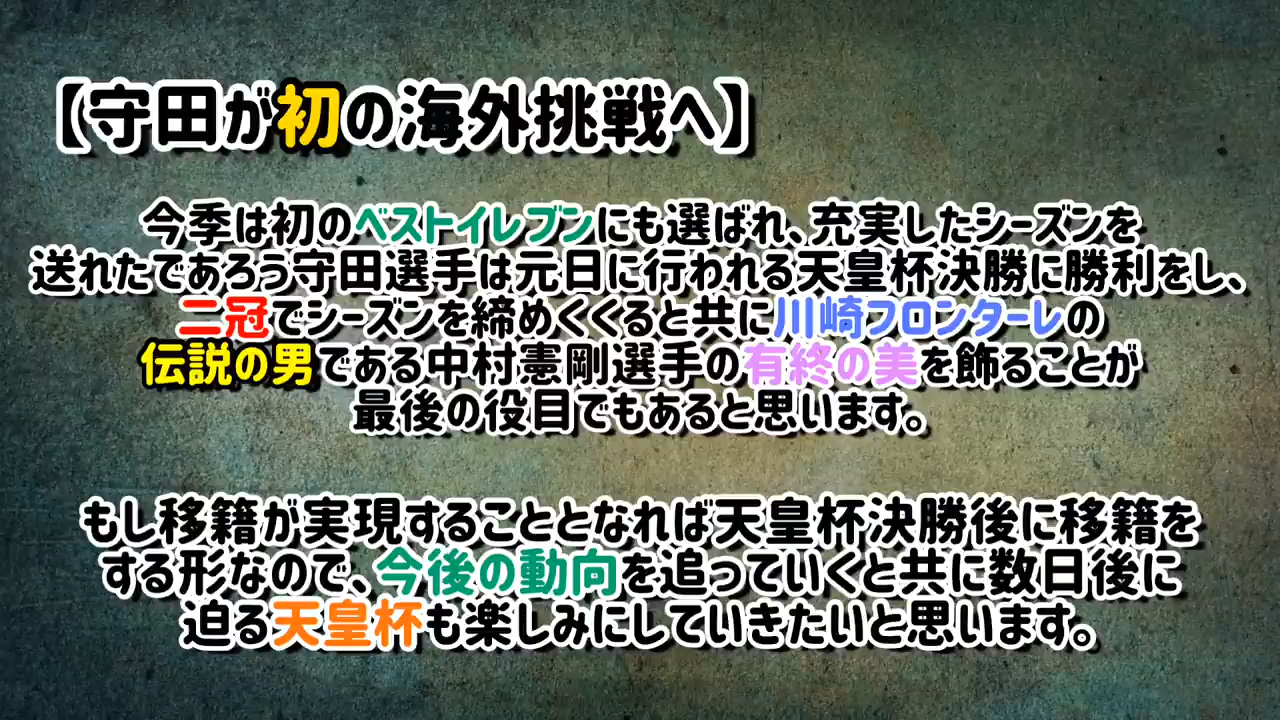 【守田が初の海外挑戦へ】
今季は初のベストイレブンにも選ばれ、充実したシーズンを
送れたであろう守田選手は元日に行われる天皇杯決勝に勝利をし、
二冠でシーズンを締めくくると共に川崎フロンターレの
伝説の男である中村憲剛選手の有終の美を飾ることが
最後の役目でもあると思います。
もし移籍が実現することとなれば天皇杯決勝後に移籍を
する形なので、今後の動向を追っていくと共に数日後に
迫る天皇杯も楽しみにしていきたいと思います。